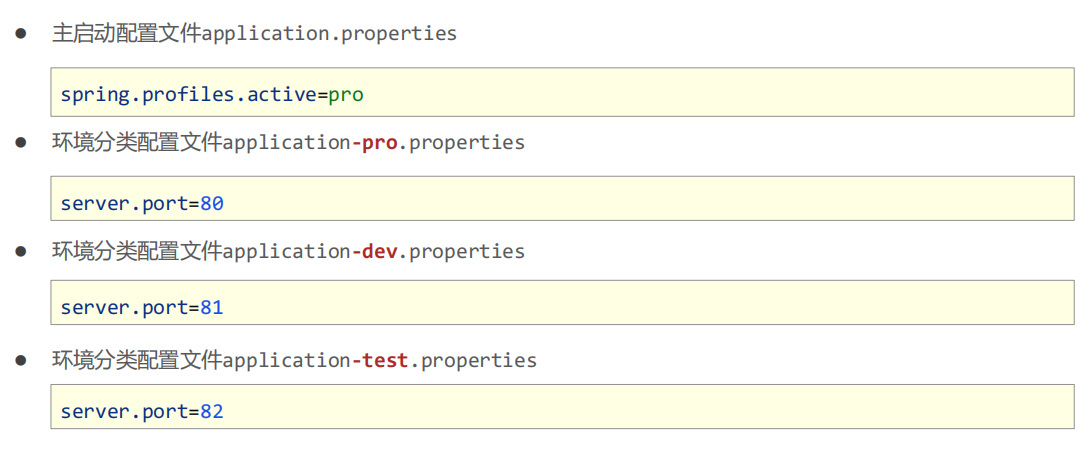 ● 主启动配置文件application.properties
spring.profiles.active=pro
● 环境分类配置文件application-pro.properties
server.port=80
● 环境分类配置文件application-dev.properties
server.port=81
● 环境分类配置文件application-test.properties
server.port=82